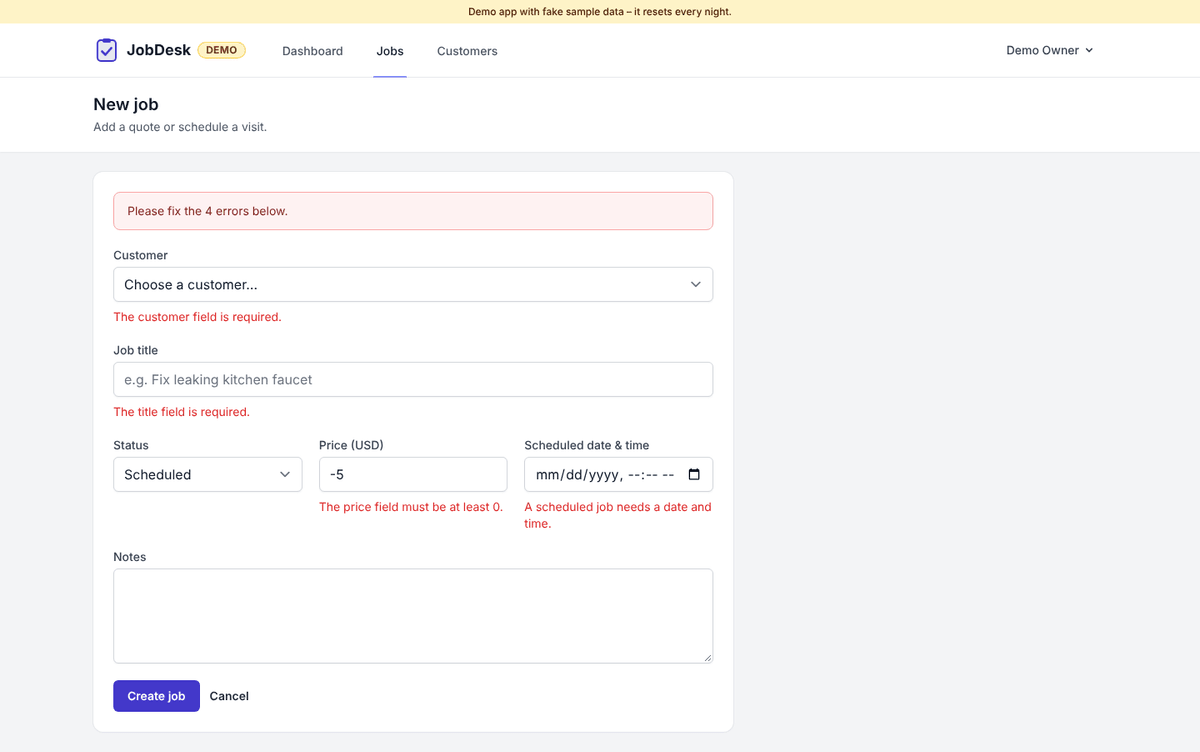 Demo app with fake sample data – it resets every night.
JobDesk DEMO Dashboard Jobs Customers Demo Owner
New job
Add a quote or schedule a visit.
Please fix the 4 errors below.
Customer
Choose a customer...
The customer field is required.
Job title
e.g. Fix leaking kitchen faucet
The title field is required.
Status Price (USD) Scheduled date & time
Scheduled -5 mm/dd/yyyy, --:-- --
The price field must be at least 0. A scheduled job needs a date and
time.
Notes
Create job Cancel